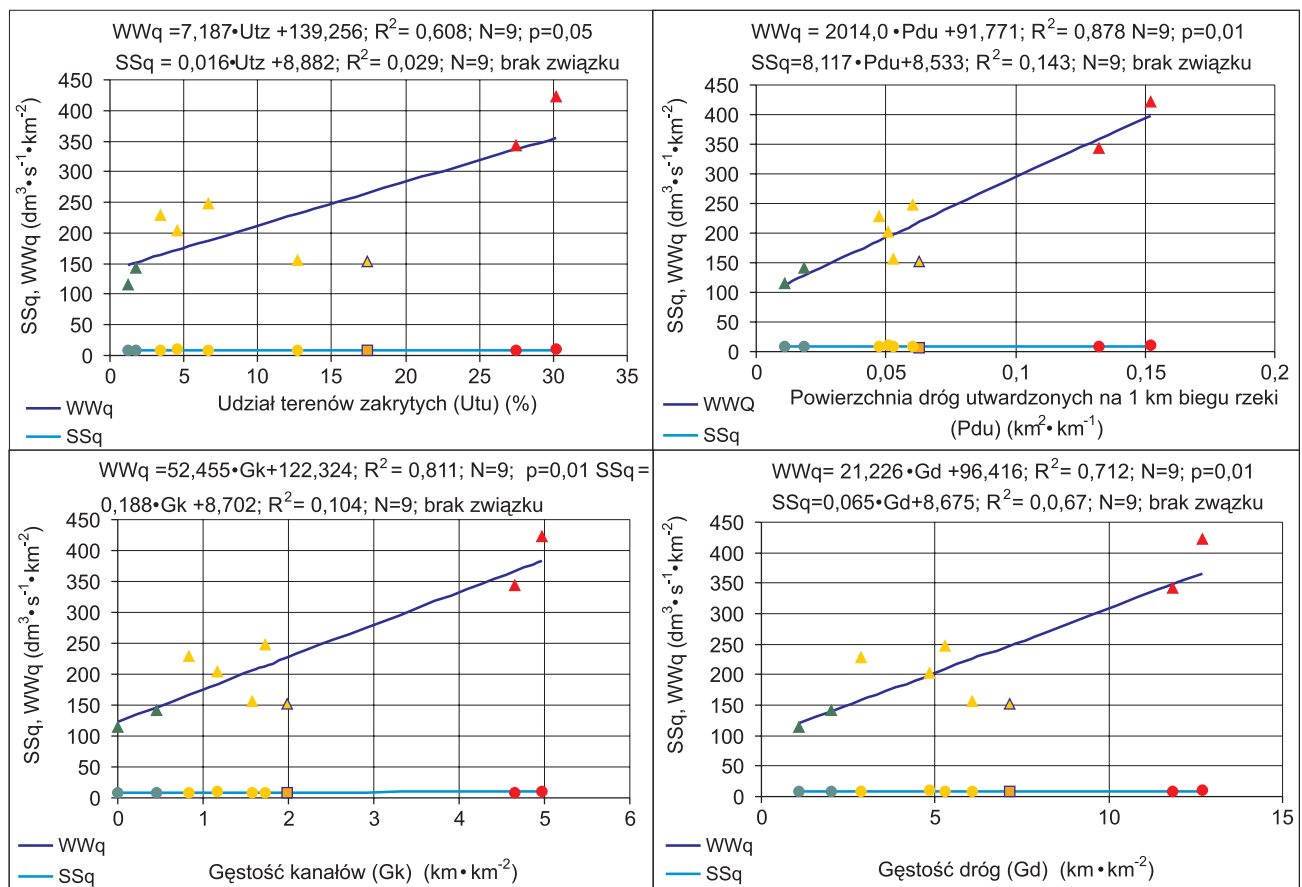 WWq =7,187•Utz +139,256; R²= 0,608; N=9; p=0,05
SSq = 0,016•Utz +8,882; R²= 0,029; N=9; brak związku
450
400
350
300
250
200
150
100
50
0
SSq, WWq (dm³•s⁻¹•km⁻²)
0 5 10 15 20 25 30 35
WWq
SSq
Udział terenów zakrytych (Utu) (%)
WWq = 2014,0 •Pdu +91,771; R²= 0,878 N=9; p=0,01
SSq=8,117•Pdu+8,533; R²= 0,143; N=9; brak związku
450
400
350
300
250
200
150
100
50
0
SSq, WWq (dm³•s⁻¹•km⁻²)
0 0,05 0,1 0,15 0,2
WWQ
SSq
Powierzchnia dróg utwardzonych na 1 km biegu rzeki
(Pdu) (km²•km⁻¹)
WWq =52,455•Gk+122,324; R²= 0,811; N=9; p=0,01 SSq =
0,188•Gk +8,702; R²= 0,104; N=9; brak związku
450
400
350
300
250
200
150
100
50
0
SSq, WWq (dm³•s⁻¹•km⁻²)
0 1 2 3 4 5 6
WWq
SSq
Gęstość kanałów (Gk) (km•km⁻²)
WWq= 21,226•Gd +96,416; R²= 0,712; N=9; p=0,01
SSq=0,065•Gd+8,675; R²= 0,0,67; N=9; brak związku
450
400
350
300
250
200
150
100
50
0
SSq, WWq (dm³•s⁻¹•km⁻²)
0 5 10 15
WWq
SSq
Gęstość dróg (Gd) (km•km⁻²)